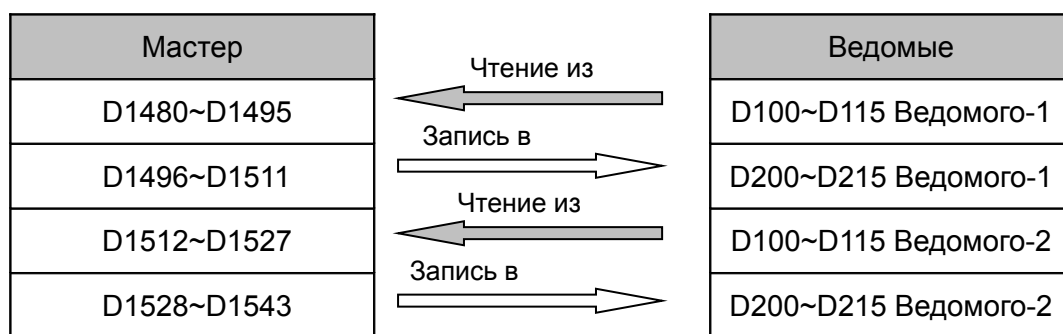 Мастер
Ведомые
Чтение из
D1480~D1495
D100~D115 Ведомого-1
Запись в
D1496~D1511
D200~D215 Ведомого-1
Чтение из
D1512~D1527
D100~D115 Ведомого-2
Запись в
D1528~D1543
D200~D215 Ведомого-2